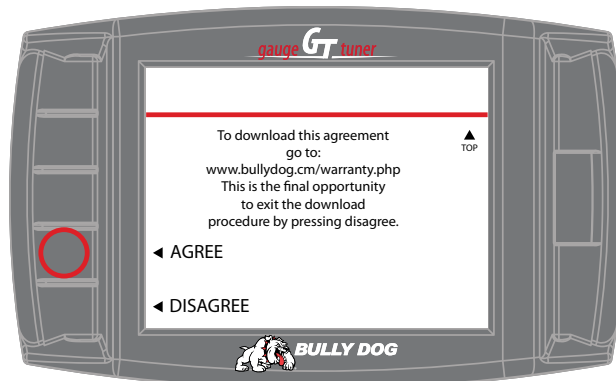 gauge GT tuner
To download this agreement
go to:
www.bullydog.cm/warranty.php
This is the final opportunity
to exit the download
procedure by pressing disagree.
TOP
AGREE
DISAGREE
BULLY DOG